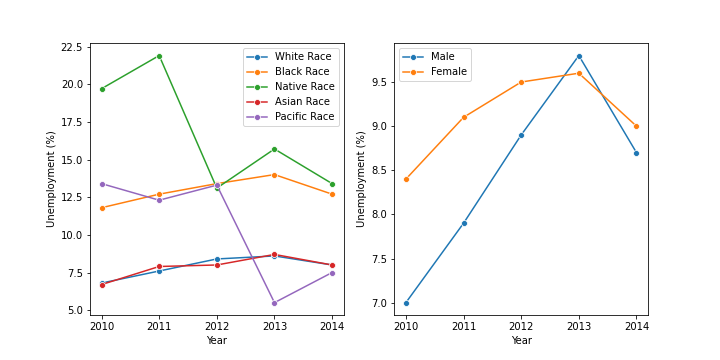 22.5
20.0
17.5
15.0
12.5
10.0
7.5
5.0
Unemployment (%)
2010 2011 2012 2013 2014
Year
White Race
Black Race
Native Race
Asian Race
Pacific Race
9.5
9.0
8.5
8.0
7.5
7.0
Unemployment (%)
2010 2011 2012 2013 2014
Year
Male
Female